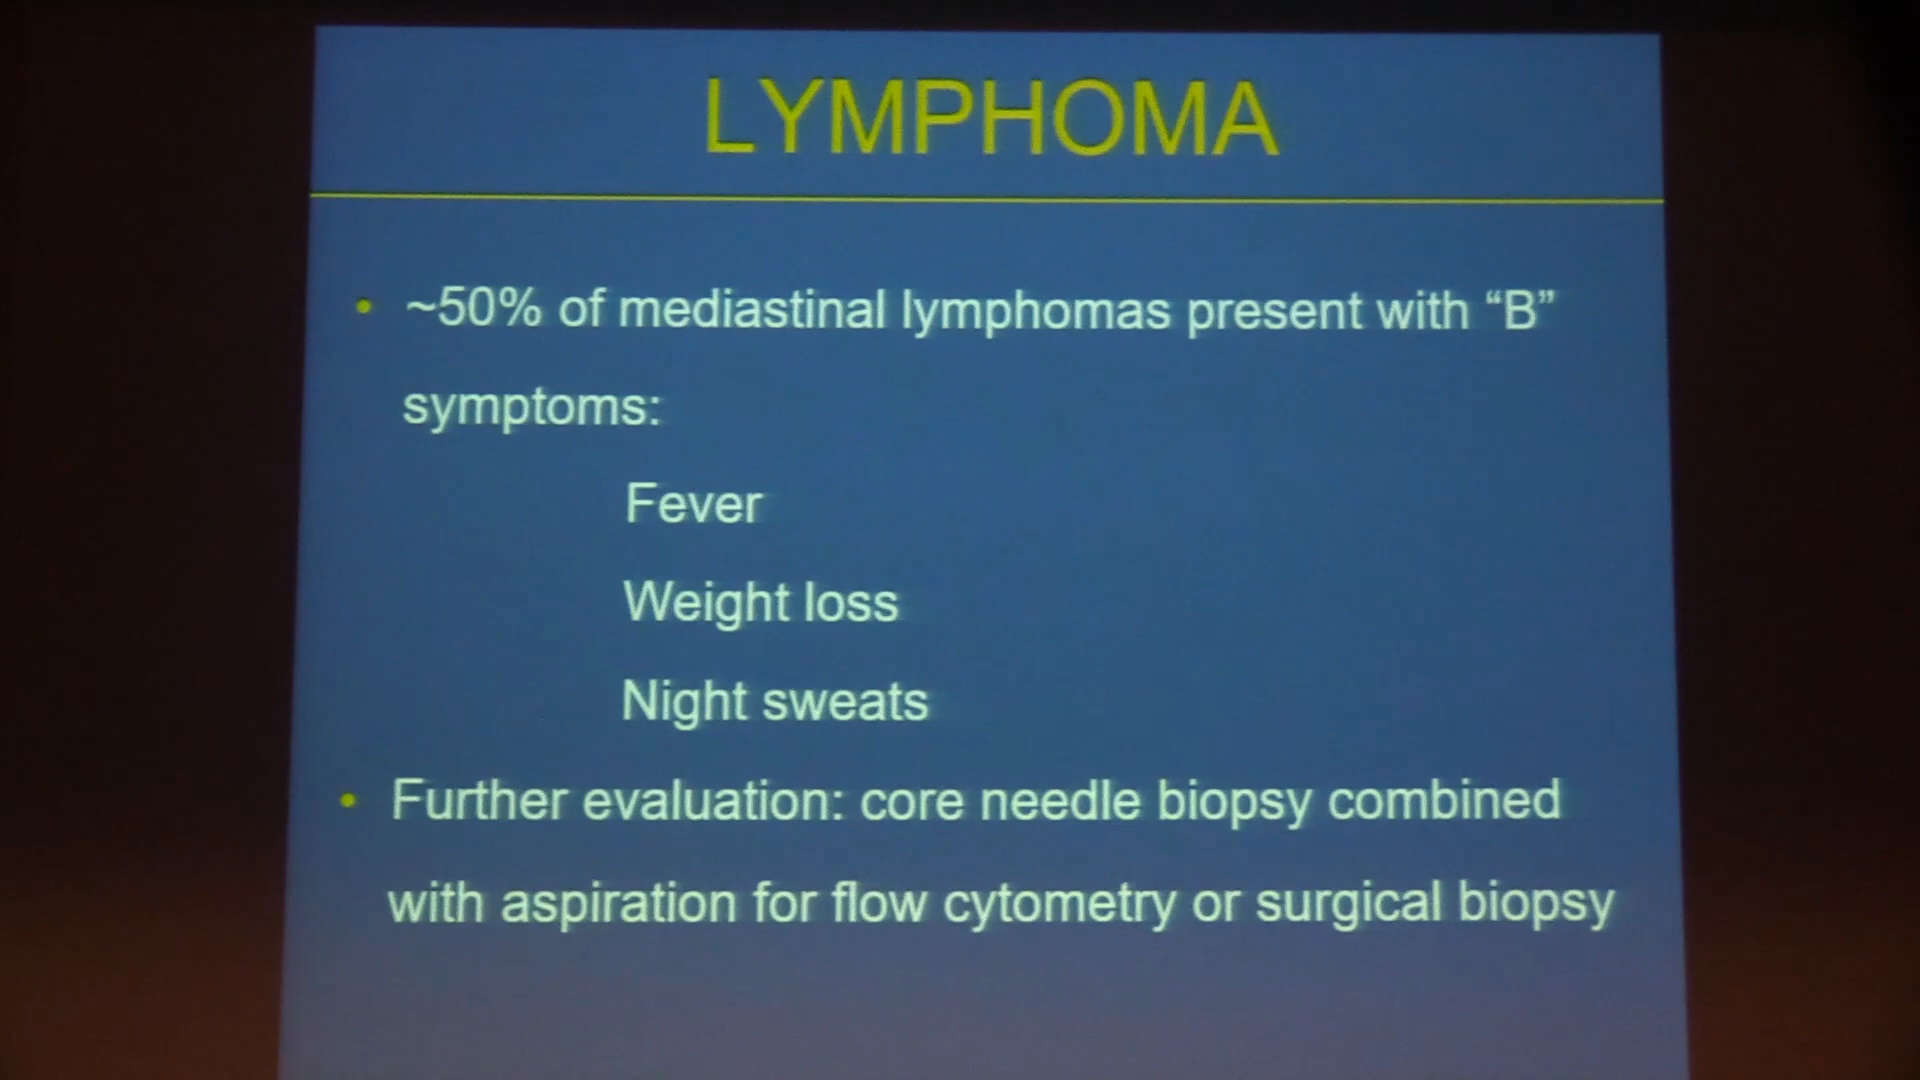 LYMPHOMA
• ~50% of mediastinal lymphomas present with “B”
symptoms:
Fever
Weight loss
Night sweats
• Further evaluation: core needle biopsy combined
with aspiration for flow cytometry or surgical biopsy